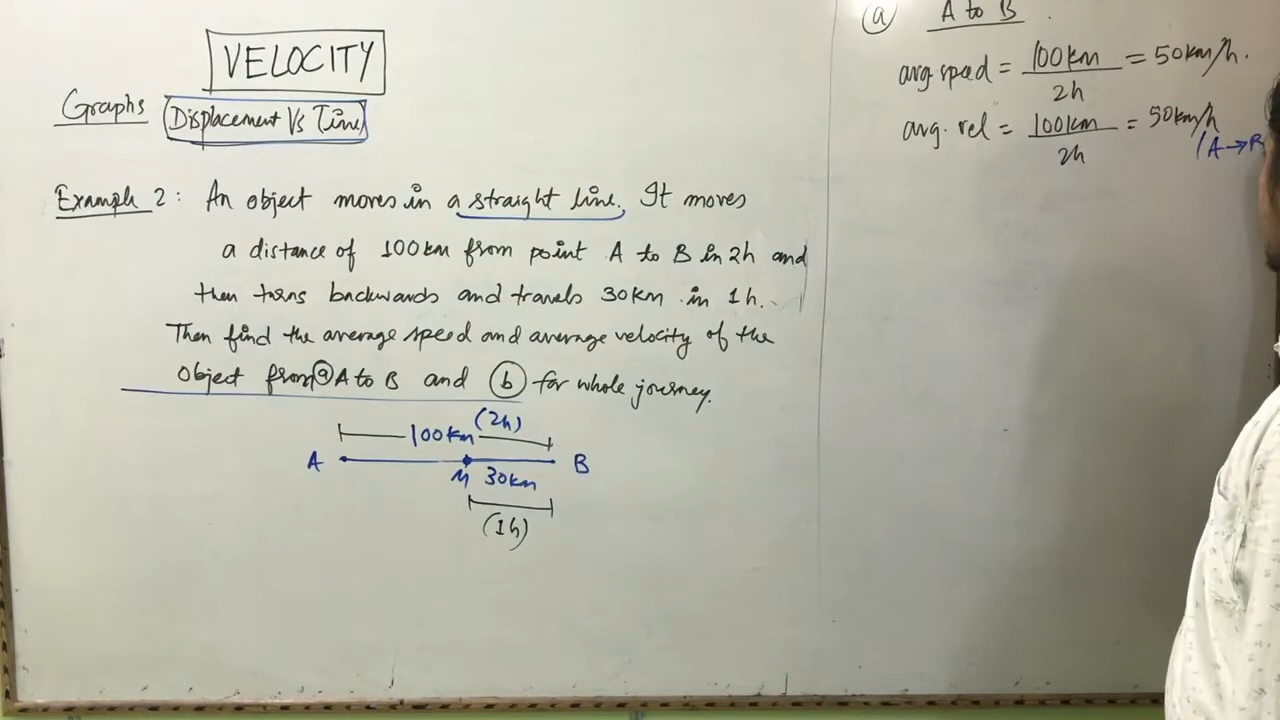 VELOCITY
Graphs Displacement Vs Time
Example 2: An object moves in a straight line. It moves
a distance of 100km from point A to B in 2h and
then turns backwards and travels 30km in 1h.
Then find the average speed and average velocity of the
object from ⓐ A to B and ⓑ for whole journey.
(2h)
100km
A B
M 30km
(1h)
ⓐ A to B
avg. speed = 100km / 2h = 50km/h.
avg. vel = 100km / 2h = 50km/h
(A→B